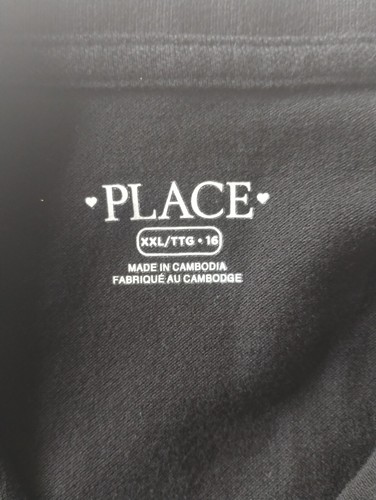 ♥PLACE♥
XXL/TTG • 16
MADE IN CAMBODIA
FABRIQUÉ AU CAMBODGE